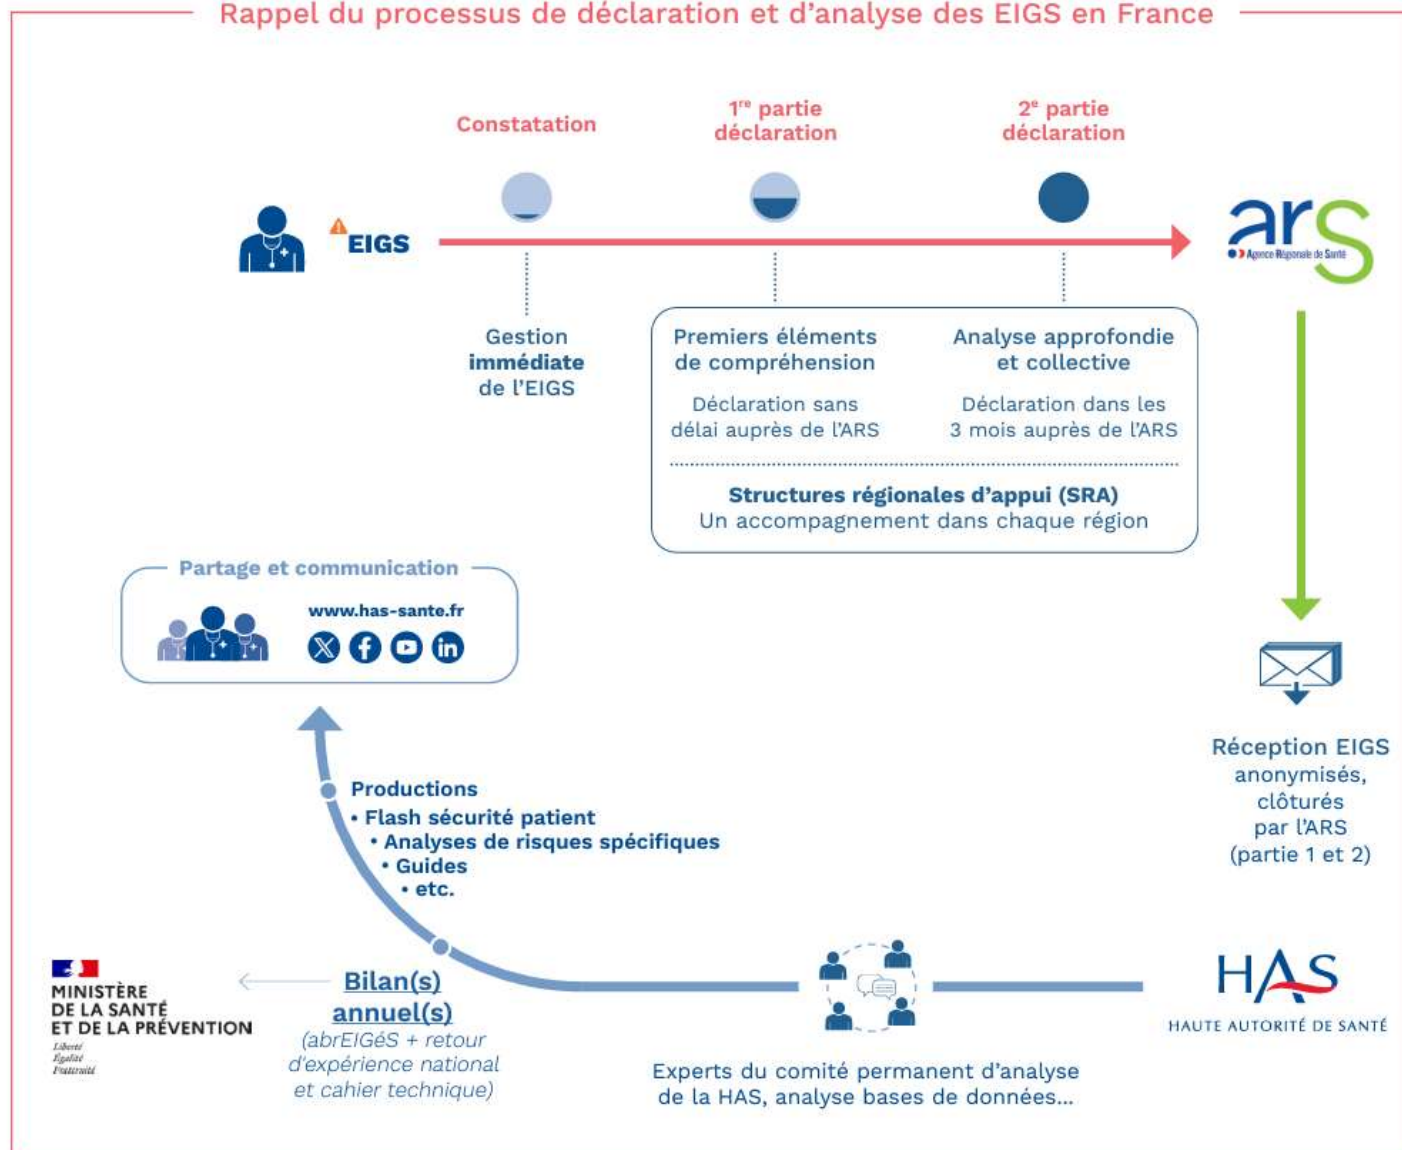 Rappel du processus de déclaration et d'analyse des EIGS en France
Constatation
1re partie
déclaration
2e partie
déclaration
EIGS
ars
Agence Régionale de Santé
Gestion
immédiate
de l'EIGS
Premiers éléments
de compréhension
Déclaration sans
délai auprès de l'ARS
Analyse approfondie
et collective
Déclaration dans les
3 mois auprès de l'ARS
Structures régionales d'appui (SRA)
Un accompagnement dans chaque région
Partage et communication
www.has-sante.fr
Réception EIGS
anonymisés,
clôturés
par l'ARS
(partie 1 et 2)
Productions
• Flash sécurité patient
• Analyses de risques spécifiques
• Guides
• etc.
MINISTÈRE
DE LA SANTÉ
ET DE LA PRÉVENTION
Liberté
Égalité
Fraternité
Bilan(s)
annuel(s)
(abrEIGéS + retour
d'expérience national
et cahier technique)
Experts du comité permanent d'analyse
de la HAS, analyse bases de données...
HAS
HAUTE AUTORITÉ DE SANTÉ